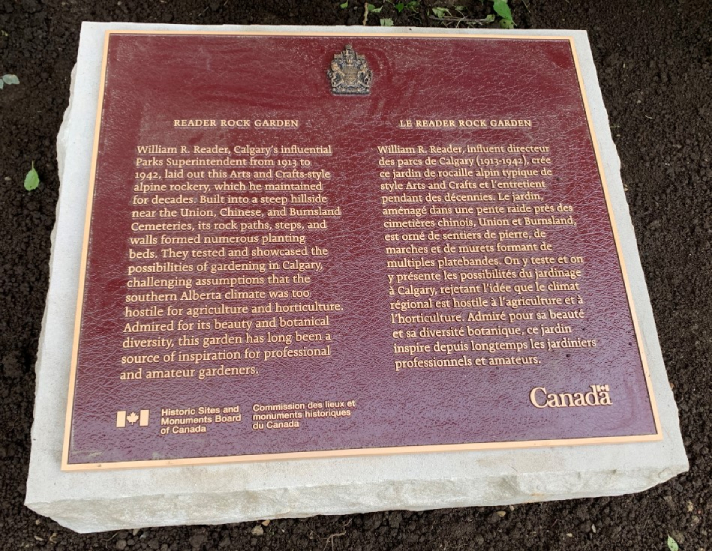 READER ROCK GARDEN
William R. Reader, Calgary's influential
Parks Superintendent from 1913 to
1942, laid out this Arts and Crafts-style
alpine rockery, which he maintained
for decades. Built into a steep hillside
near the Union, Chinese, and Burnsland
Cemeteries, its rock paths, steps, and
walls formed numerous planting
beds. They tested and showcased the
possibilities of gardening in Calgary,
challenging assumptions that the
southern Alberta climate was too
hostile for agriculture and horticulture.
Admired for its beauty and botanical
diversity, this garden has long been a
source of inspiration for professional
and amateur gardeners.
LE READER ROCK GARDEN
William R. Reader, influent directeur
des parcs de Calgary (1913-1942), crée
ce jardin de rocaille alpin typique de
style Arts and Crafts et l'entretient
pendant des décennies. Le jardin,
aménagé dans une pente raide près des
cimetières chinois, Union et Burnsland,
est orné de sentiers de pierre, de
marches et de murets formant de
multiples platebandes. On y teste et on
y présente les possibilités du jardinage
à Calgary, rejetant l'idée que le climat
régional est hostile à l'agriculture et à
l'horticulture. Admiré pour sa beauté
et sa diversité botanique, ce jardin
inspire depuis longtemps les jardiniers
professionnels et amateurs.
Historic Sites and
Monuments Board
of Canada
Commission des lieux et
monuments historiques
du Canada
Canada